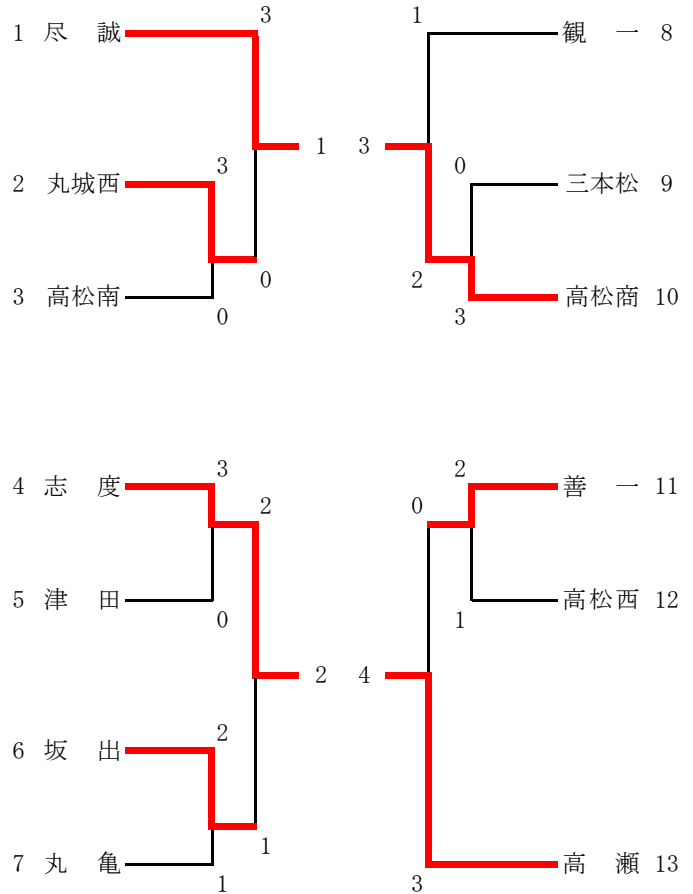 3 1
1 尽 誠 観 一 8
1 3
3 0
2 丸城西 三本松 9
0 2
3 高松南 高松商 10
0 3
3 2
4 志 度 善 一 11
2 0
5 津 田 高松西 12
0 1
2 4
2
6 坂 出
1
7 丸 亀 高 瀬 13
1 3